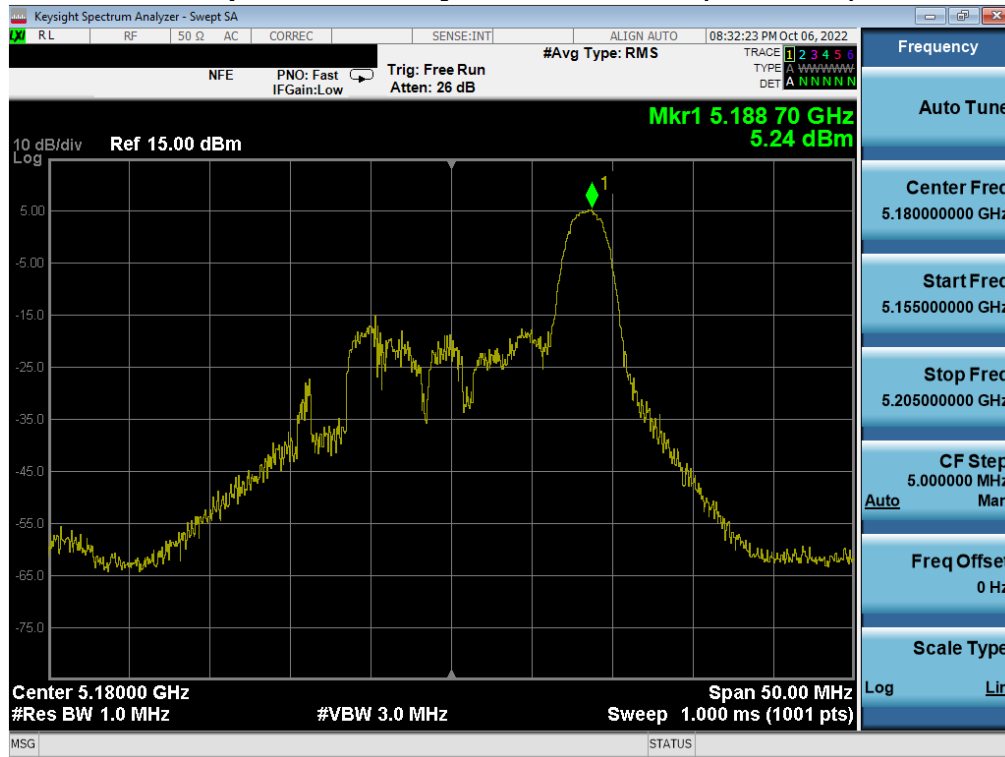 Keysight Spectrum Analyzer - Swept SA
LXI RL RF 50 Ω AC CORREC SENSE:INT ALIGN AUTO 08:32:23 PM Oct 06, 2022
NFE PNO: Fast Trig: Free Run #Avg Type: RMS TRACE 1 2 3 4 5 6
IFGain:Low Atten: 26 dB TYPE A WWWWW
DET A N N N N N
Mkr1 5.188 70 GHz
5.24 dBm
10 dB/div Ref 15.00 dBm
Log
1
5.00
-5.00
-15.0
-25.0
-35.0
-45.0
-55.0
-65.0
-75.0
Center 5.18000 GHz Span 50.00 MHz
#Res BW 1.0 MHz #VBW 3.0 MHz Sweep 1.000 ms (1001 pts)
MSG STATUS
Frequency
Auto Tune
Center Freq
5.180000000 GHz
Start Freq
5.155000000 GHz
Stop Freq
5.205000000 GHz
CF Step
5.000000 MHz
Auto Man
Freq Offset
0 Hz
Scale Type
Log Lin